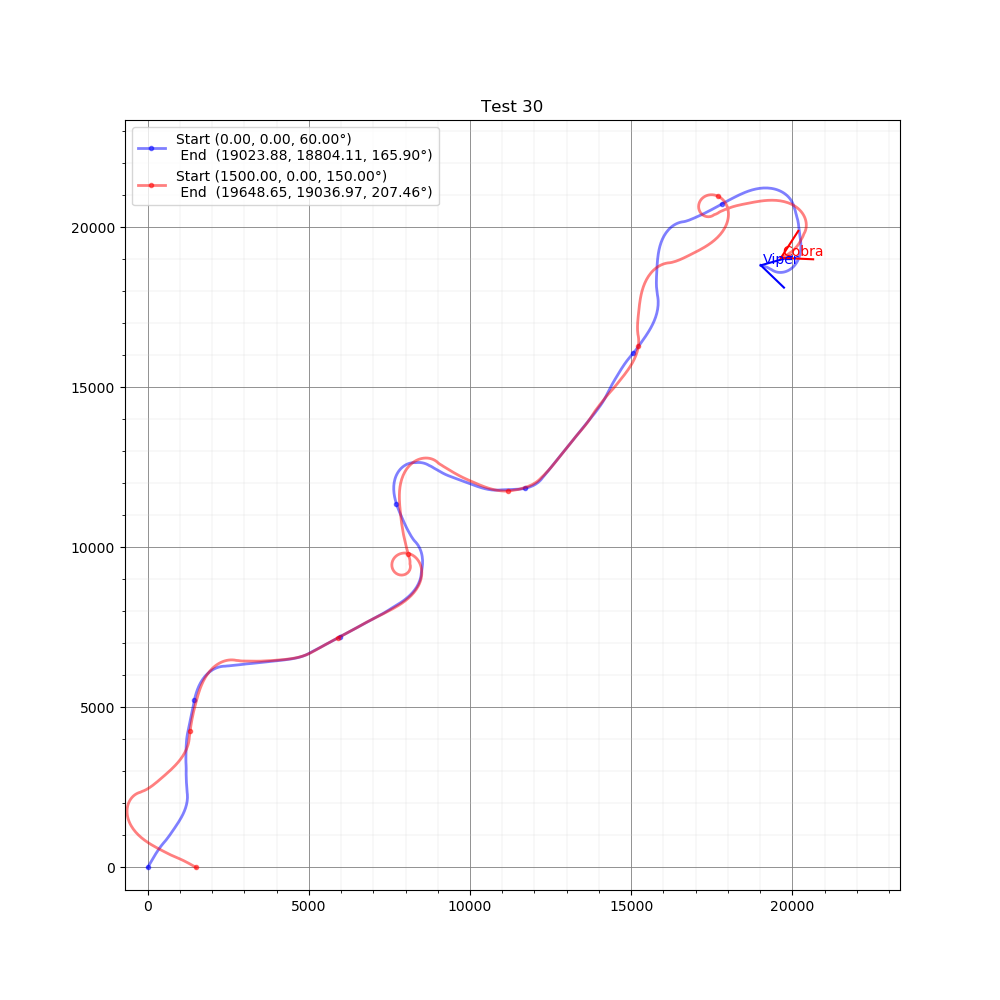 Test 30
Start (0.00, 0.00, 60.00°)
End (19023.88, 18804.11, 165.90°)
Start (1500.00, 0.00, 150.00°)
End (19648.65, 19036.97, 207.46°)
20000
15000
10000
5000
0
Cobra
Viper
0 5000 10000 15000 20000